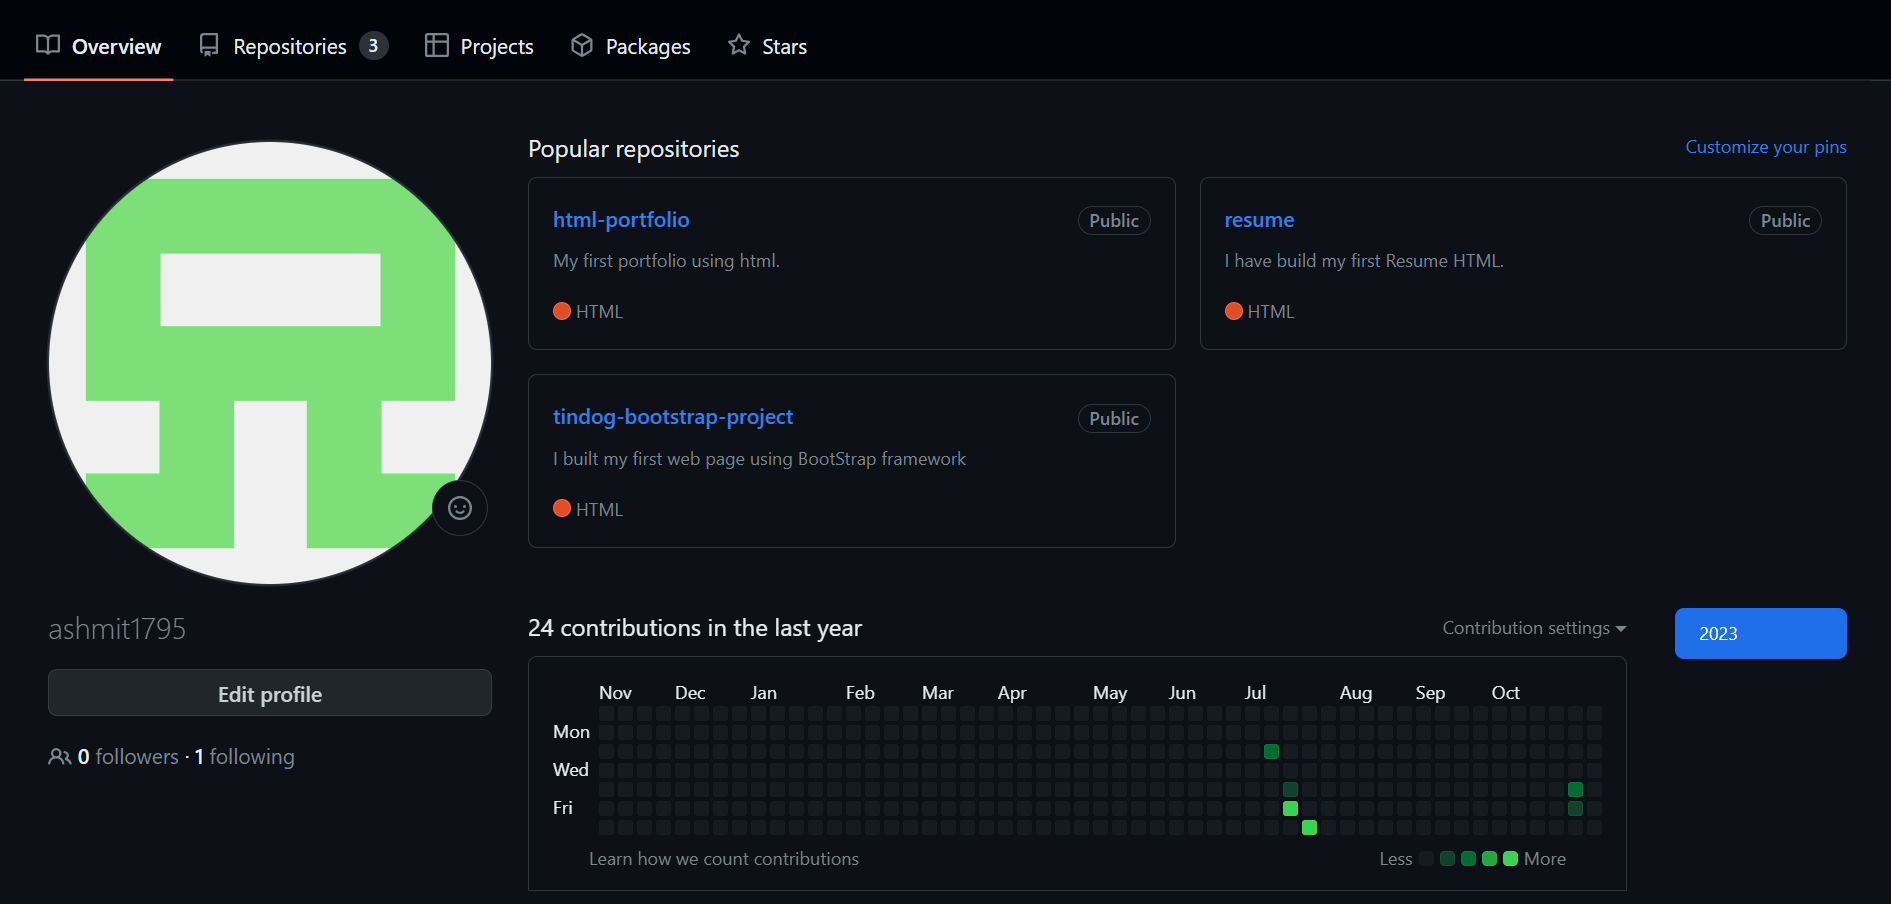 Overview Repositories 3 Projects Packages Stars
Popular repositories Customize your pins
html-portfolio Public
My first portfolio using html.
HTML
resume Public
I have build my first Resume HTML.
HTML
tindog-bootstrap-project Public
I built my first web page using BootStrap framework
HTML
ashmit1795
Edit profile
0 followers · 1 following
24 contributions in the last year Contribution settings 2023
Nov Dec Jan Feb Mar Apr May Jun Jul Aug Sep Oct
Mon
Wed
Fri
Learn how we count contributions Less More